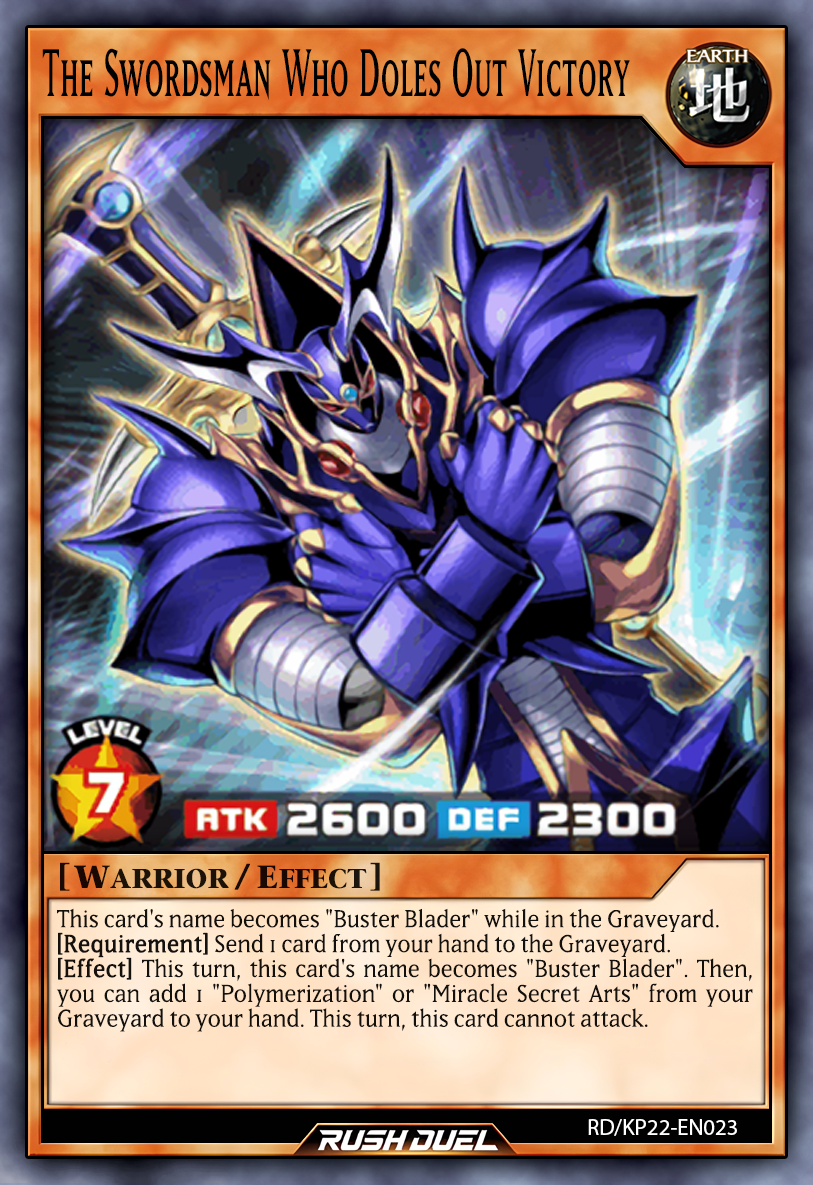 The Swordsman Who Doles Out Victory
EARTH
地
LEVEL
7
ATK 2600 DEF 2300
[Warrior / Effect]
This card's name becomes "Buster Blader" while in the Graveyard.
[Requirement] Send 1 card from your hand to the Graveyard.
[Effect] This turn, this card's name becomes "Buster Blader". Then,
you can add 1 "Polymerization" or "Miracle Secret Arts" from your
Graveyard to your hand. This turn, this card cannot attack.
RD/KP22-EN023
RUSH DUEL